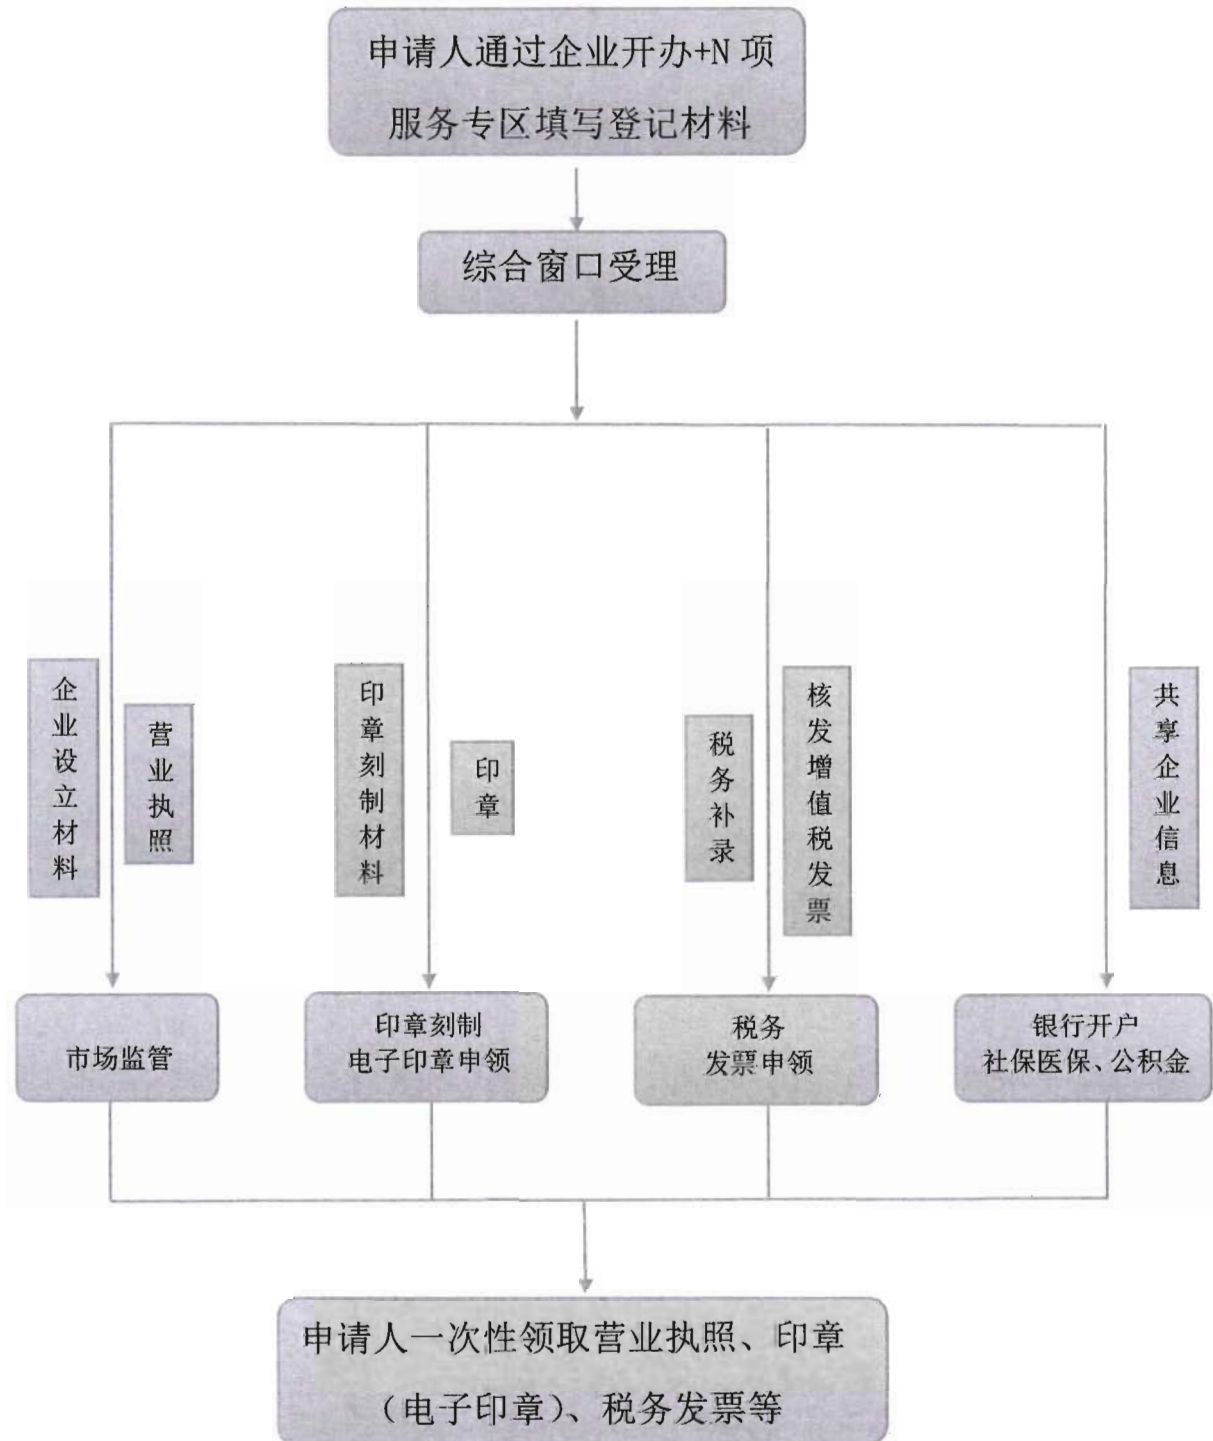 申请人通过企业开办+N 项
服务专区填写登记材料
综合窗口受理
企业设立材料
营业执照
印章刻制材料
印章
税务补录
核发增值税发票
共享企业信息
市场监管
印章刻制
电子印章申领
税务
发票申领
银行开户
社保医保、公积金
申请人一次性领取营业执照、印章
（电子印章）、税务发票等